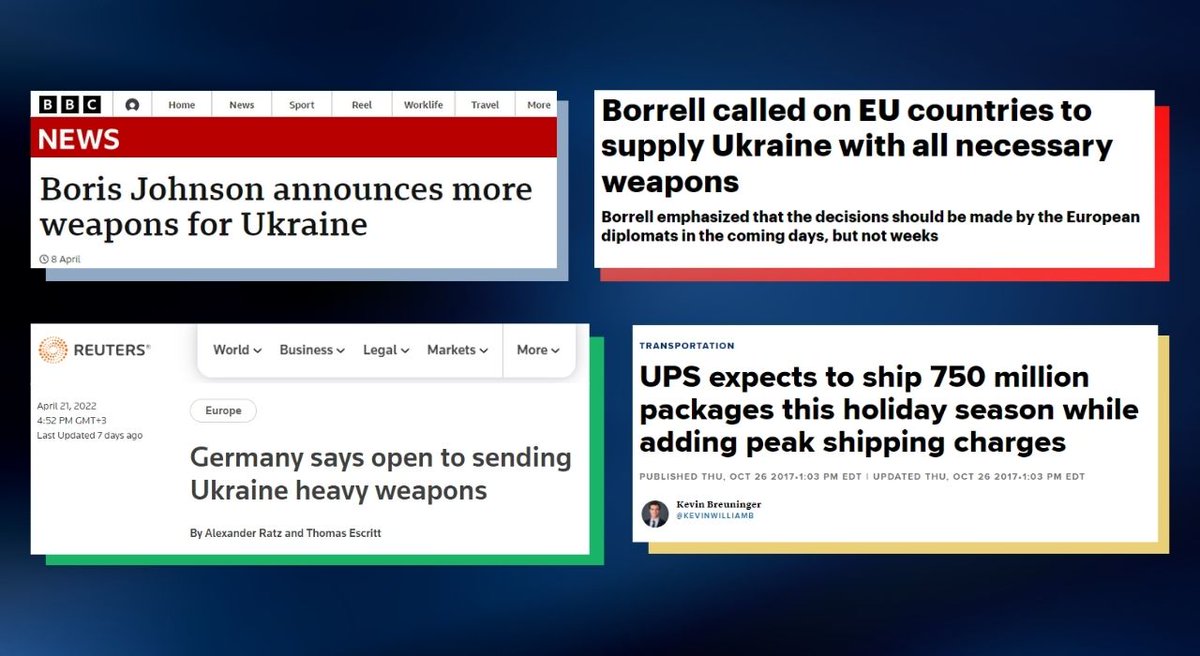 BBC Home News Sport Reel Worklife Travel More
NEWS
Boris Johnson announces more
weapons for Ukraine
8 April
Borrell called on EU countries to
supply Ukraine with all necessary
weapons
Borrell emphasized that the decisions should be made by the European
diplomats in the coming days, but not weeks
REUTERS® World Business Legal Markets More
April 21, 2022
4:52 PM GMT+3
Last Updated 7 days ago
Europe
Germany says open to sending
Ukraine heavy weapons
By Alexander Ratz and Thomas Escritt
TRANSPORTATION
UPS expects to ship 750 million
packages this holiday season while
adding peak shipping charges
PUBLISHED THU, OCT 26 2017•1:03 PM EDT | UPDATED THU, OCT 26 2017•1:03 PM EDT
Kevin Breuninger
@KEVINWILLIAMB